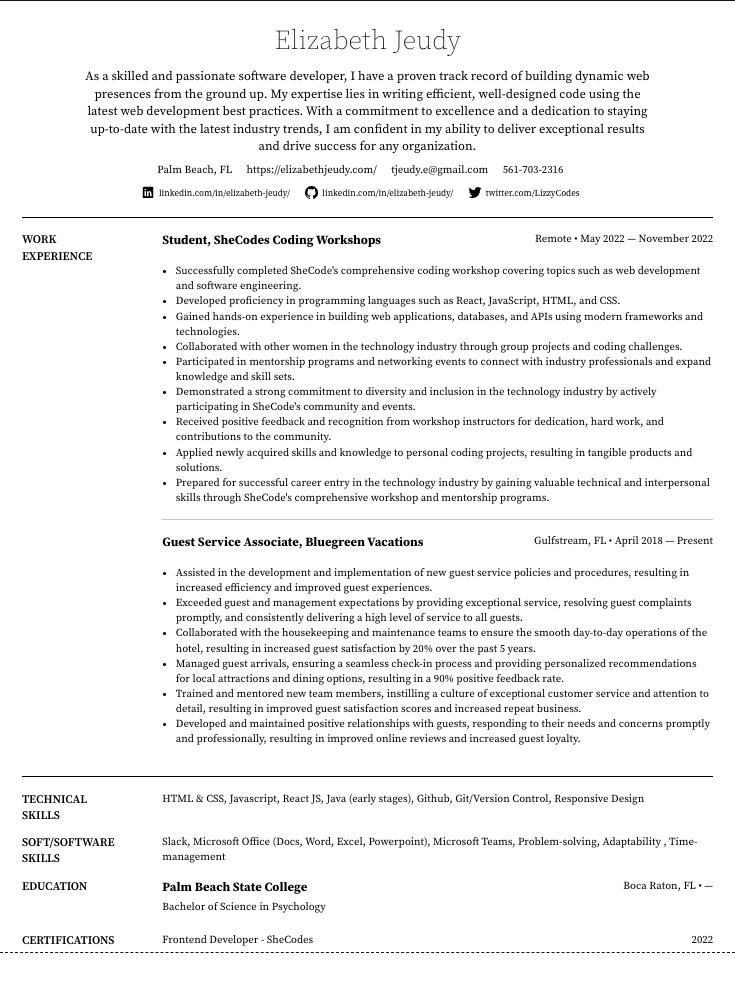 Elizabeth Jeudy
As a skilled and passionate software developer, I have a proven track record of building dynamic web
presences from the ground up. My expertise lies in writing efficient, well-designed code using the
latest web development best practices. With a commitment to excellence and a dedication to staying
up-to-date with the latest industry trends, I am confident in my ability to deliver exceptional results
and drive success for any organization.
Palm Beach, FL https://elizabethjeudy.com/ tjeudy.e@gmail.com 561-703-2316
linkedin.com/in/elizabeth-jeudy/ linkedin.com/in/elizabeth-jeudy/ twitter.com/LizzyCodes
WORK
EXPERIENCE
Student, SheCodes Coding Workshops Remote • May 2022 — November 2022
• Successfully completed SheCode's comprehensive coding workshop covering topics such as web development
and software engineering.
• Developed proficiency in programming languages such as React, JavaScript, HTML, and CSS.
• Gained hands-on experience in building web applications, databases, and APIs using modern frameworks and
technologies.
• Collaborated with other women in the technology industry through group projects and coding challenges.
• Participated in mentorship programs and networking events to connect with industry professionals and expand
knowledge and skill sets.
• Demonstrated a strong commitment to diversity and inclusion in the technology industry by actively
participating in SheCode's community and events.
• Received positive feedback and recognition from workshop instructors for dedication, hard work, and
contributions to the community.
• Applied newly acquired skills and knowledge to personal coding projects, resulting in tangible products and
solutions.
• Prepared for successful career entry in the technology industry by gaining valuable technical and interpersonal
skills through SheCode's comprehensive workshop and mentorship programs.
Guest Service Associate, Bluegreen Vacations Gulfstream, FL • April 2018 — Present
• Assisted in the development and implementation of new guest service policies and procedures, resulting in
increased efficiency and improved guest experiences.
• Exceeded guest and management expectations by providing exceptional service, resolving guest complaints
promptly, and consistently delivering a high level of service to all guests.
• Collaborated with the housekeeping and maintenance teams to ensure the smooth day-to-day operations of the
hotel, resulting in increased guest satisfaction by 20% over the past 5 years.
• Managed guest arrivals, ensuring a seamless check-in process and providing personalized recommendations
for local attractions and dining options, resulting in a 90% positive feedback rate.
• Trained and mentored new team members, instilling a culture of exceptional customer service and attention to
detail, resulting in improved guest satisfaction scores and increased repeat business.
• Developed and maintained positive relationships with guests, responding to their needs and concerns promptly
and professionally, resulting in improved online reviews and increased guest loyalty.
TECHNICAL
SKILLS
HTML & CSS, Javascript, React JS, Java (early stages), Github, Git/Version Control, Responsive Design
SOFT/SOFTWARE
SKILLS
Slack, Microsoft Office (Docs, Word, Excel, Powerpoint), Microsoft Teams, Problem-solving, Adaptability , Time-
management
EDUCATION
Palm Beach State College Boca Raton, FL • —
Bachelor of Science in Psychology
CERTIFICATIONS
Frontend Developer - SheCodes 2022